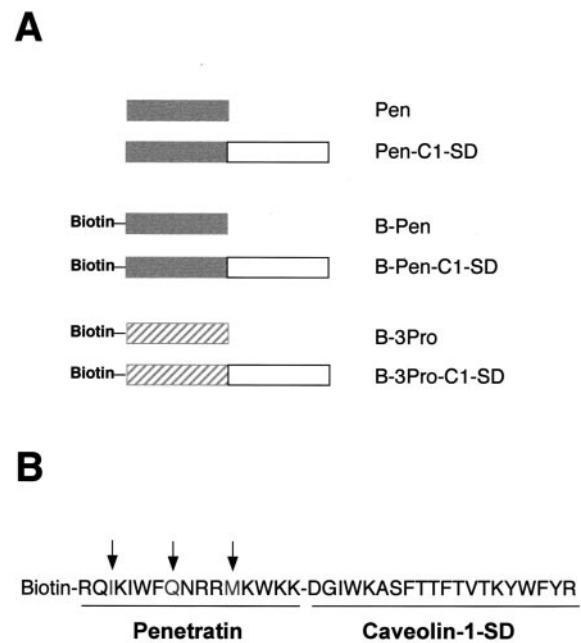 A
Pen
Pen-C1-SD
Biotin B-Pen
Biotin B-Pen-C1-SD
Biotin B-3Pro
Biotin B-3Pro-C1-SD
B
Biotin-RQIKIWFQNRRMKWKK-DGIWKASFTTFTVTKYWFYR
Penetratin Caveolin-1-SD